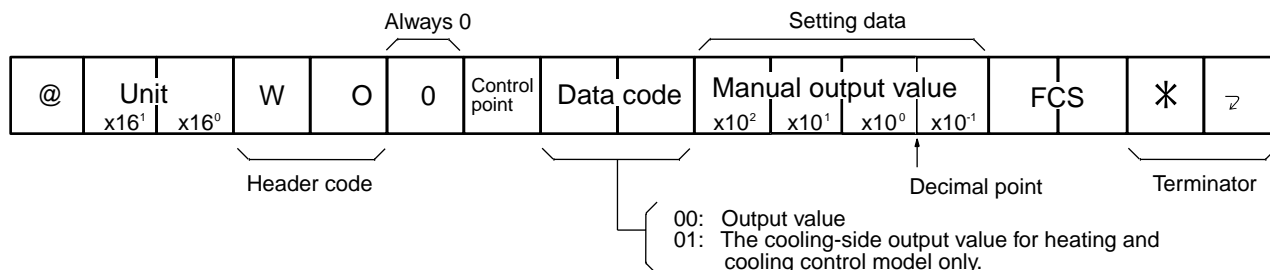 Always 0 Setting data
@ Unit W O 0 Control point Data code Manual output value FCS *
x16¹ x16⁰ x10² x10¹ x10⁰ x10⁻¹
Header code Decimal point Terminator
00: Output value
01: The cooling-side output value for heating and
cooling control model only.